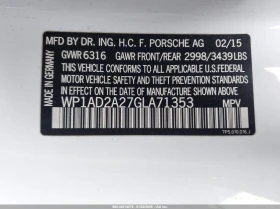 MFD BY DR. ING. H.C. F. PORSCHE AG 02/15
GWVR 6316 GAWR FRONT/REAR 2998/3439LBS
THIS VEHICLE CONFORMS TO ALL APPLICABLE FEDERAL
MOTOR VEHICLE SAFETY, BUMPER, AND THEFT
PREVENTION STANDARDS IN EFFECT ON THE DATE
OF MANUFACTURE SHOWN ABOVE.
WP1AD2A27GLA71353 MPV
MADE IN GERMANY